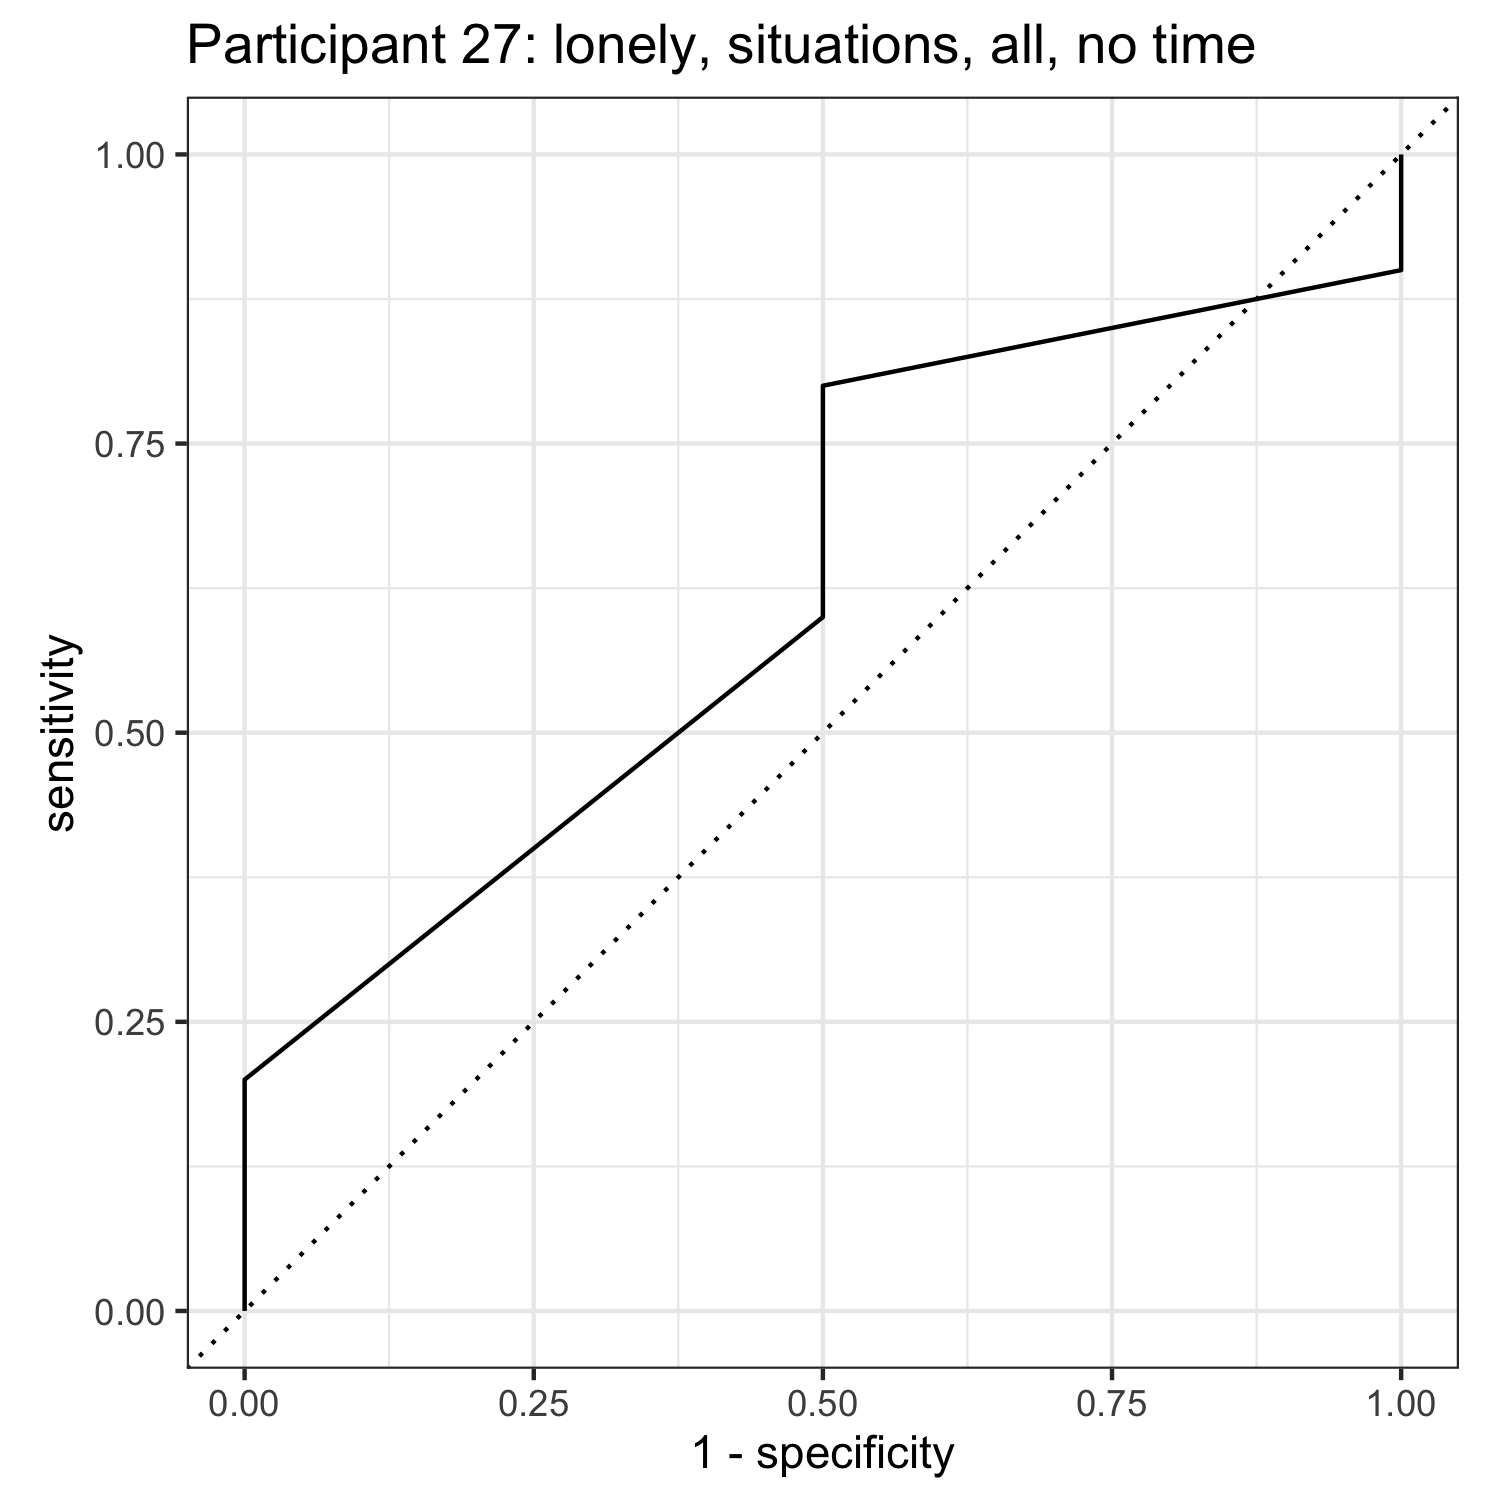 Participant 27: lonely, situations, all, no time
1.00
0.75
0.50
0.25
0.00
sensitivity
0.00 0.25 0.50 0.75 1.00
1 - specificity